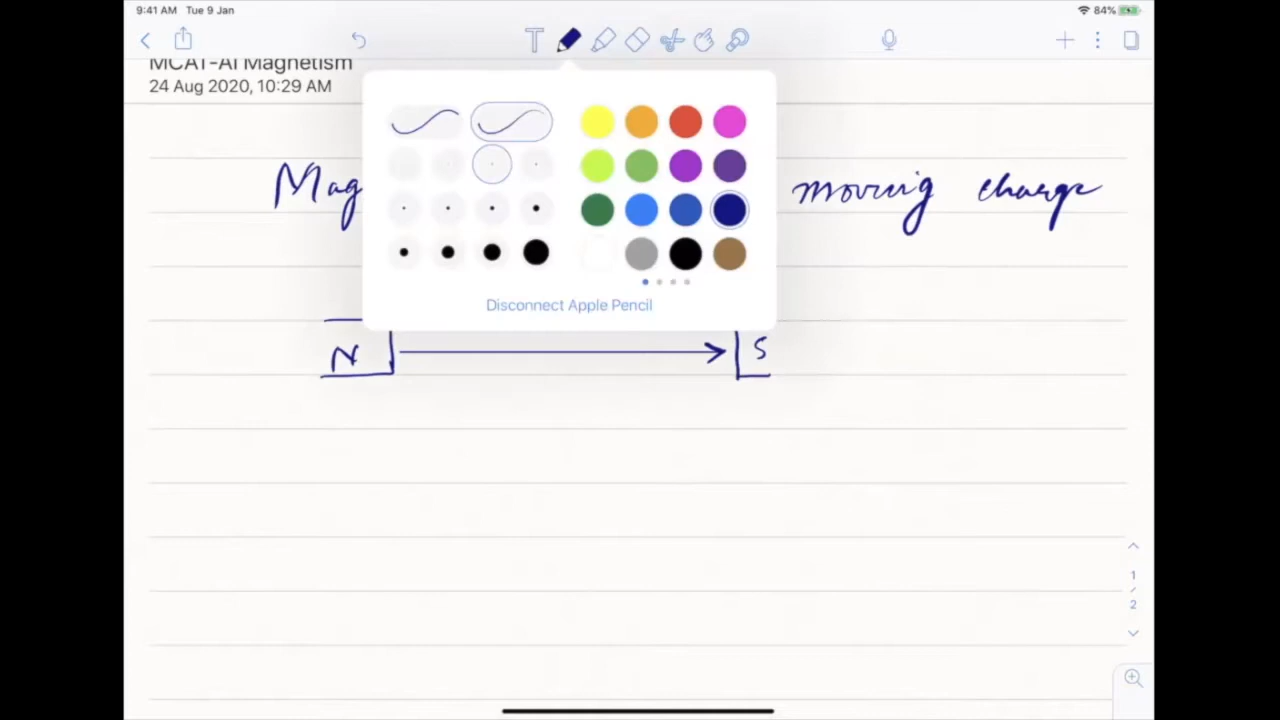 9:41 AM Tue 9 Jan
84%
T
MCAT-AI Magnetism
24 Aug 2020, 10:29 AM
Mag moving charge
Disconnect Apple Pencil
N S
1
/
2